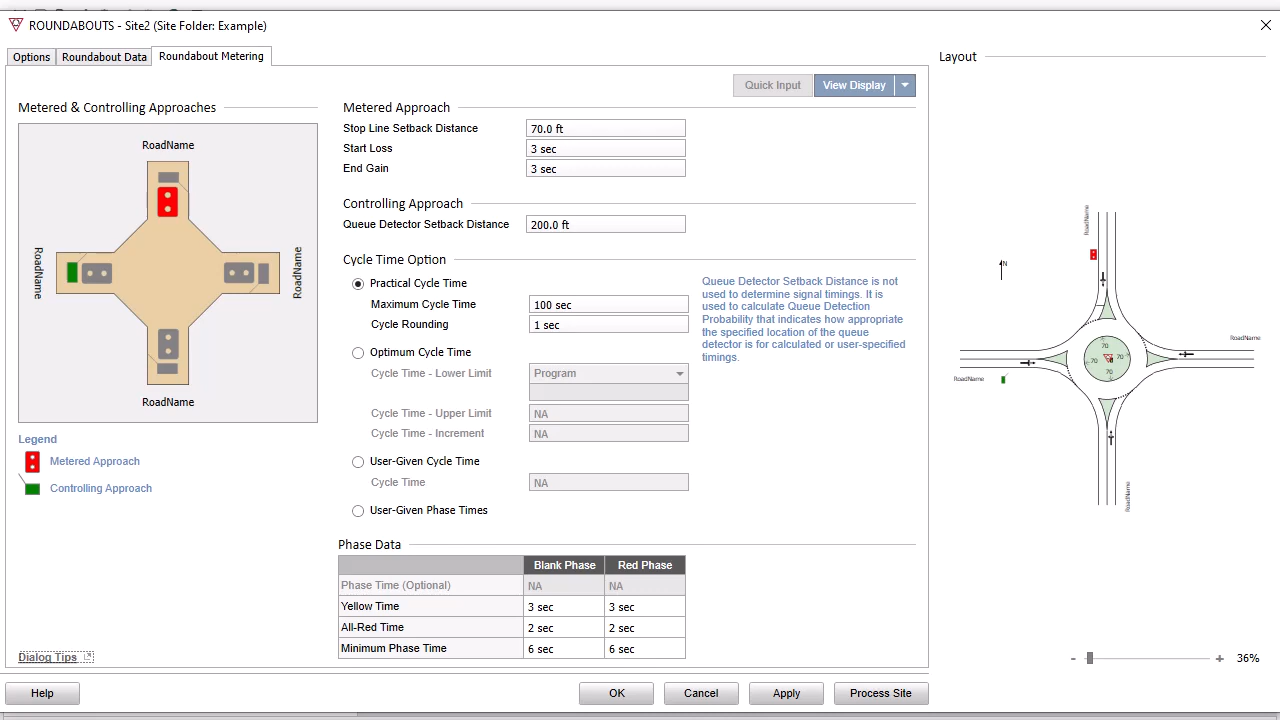 ROUNDABOUTS - Site2 (Site Folder: Example)
Options
Roundabout Data
Roundabout Metering
Layout
Quick Input
View Display
Metered & Controlling Approaches
RoadName
RoadName
RoadName
RoadName
Legend
Metered Approach
Controlling Approach
Dialog Tips
Metered Approach
Stop Line Setback Distance 70.0 ft
Start Loss 3 sec
End Gain 3 sec
Controlling Approach
Queue Detector Setback Distance 200.0 ft
Cycle Time Option
Practical Cycle Time
Maximum Cycle Time 100 sec
Cycle Rounding 1 sec
Optimum Cycle Time
Cycle Time - Lower Limit Program
Cycle Time - Upper Limit NA
Cycle Time - Increment NA
User-Given Cycle Time
Cycle Time NA
User-Given Phase Times
Queue Detector Setback Distance is not
used to determine signal timings. It is
used to calculate Queue Detection
Probability that indicates how appropriate
the specified location of the queue
detector is for calculated or user-specified
timings.
Phase Data
Blank Phase Red Phase
Phase Time (Optional) NA NA
Yellow Time 3 sec 3 sec
All-Red Time 2 sec 2 sec
Minimum Phase Time 6 sec 6 sec
RoadName
N
RoadName
70
70
70
70
RoadName
RoadName
- + 36%
Help
OK
Cancel
Apply
Process Site